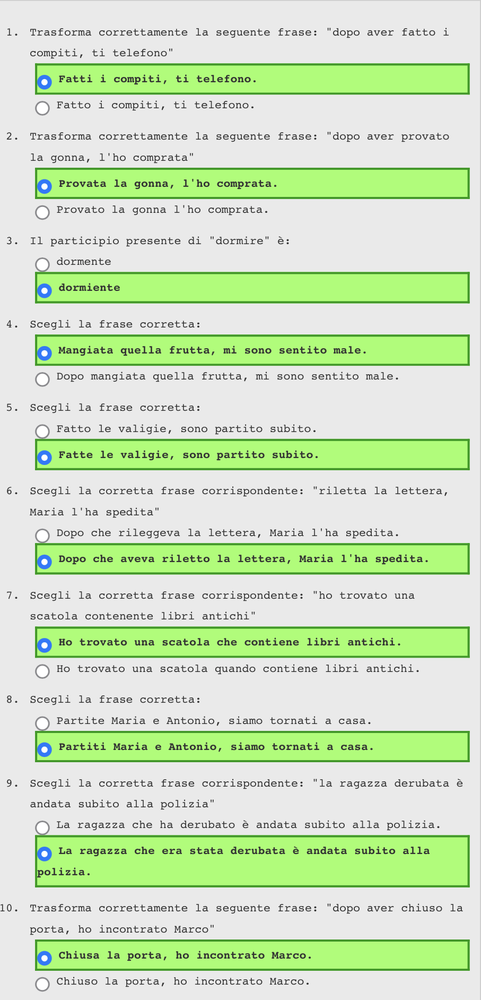 1. Trasforma correttamente la seguente frase: "dopo aver fatto i
compiti, ti telefono"
Fatti i compiti, ti telefono.
Fatto i compiti, ti telefono.
2. Trasforma correttamente la seguente frase: "dopo aver provato
la gonna, l'ho comprata"
Provata la gonna, l'ho comprata.
Provato la gonna l'ho comprata.
3. Il participio presente di "dormire" è:
dormente
dormiente
4. Scegli la frase corretta:
Mangiata quella frutta, mi sono sentito male.
Dopo mangiata quella frutta, mi sono sentito male.
5. Scegli la frase corretta:
Fatto le valigie, sono partito subito.
Fatte le valigie, sono partito subito.
6. Scegli la corretta frase corrispondente: "riletta la lettera,
Maria l'ha spedita"
Dopo che rileggeva la lettera, Maria l'ha spedita.
Dopo che aveva riletto la lettera, Maria l'ha spedita.
7. Scegli la corretta frase corrispondente: "ho trovato una
scatola contenente libri antichi"
Ho trovato una scatola che contiene libri antichi.
Ho trovato una scatola quando contiene libri antichi.
8. Scegli la frase corretta:
Partite Maria e Antonio, siamo tornati a casa.
Partiti Maria e Antonio, siamo tornati a casa.
9. Scegli la corretta frase corrispondente: "la ragazza derubata è
andata subito alla polizia"
La ragazza che ha derubato è andata subito alla polizia.
La ragazza che era stata derubata è andata subito alla
polizia.
10. Trasforma correttamente la seguente frase: "dopo aver chiuso la
porta, ho incontrato Marco"
Chiusa la porta, ho incontrato Marco.
Chiuso la porta, ho incontrato Marco.